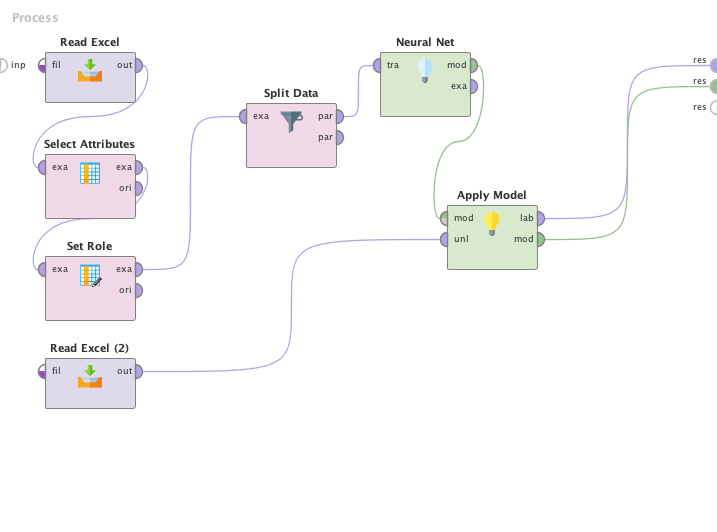 Process
inp
Read Excel
fil out
Select Attributes
exa exa
ori
Set Role
exa exa
ori
Read Excel (2)
fil out
Split Data
exa par
par
Neural Net
tra mod
exa
Apply Model
mod lab
unl mod
res
res
res